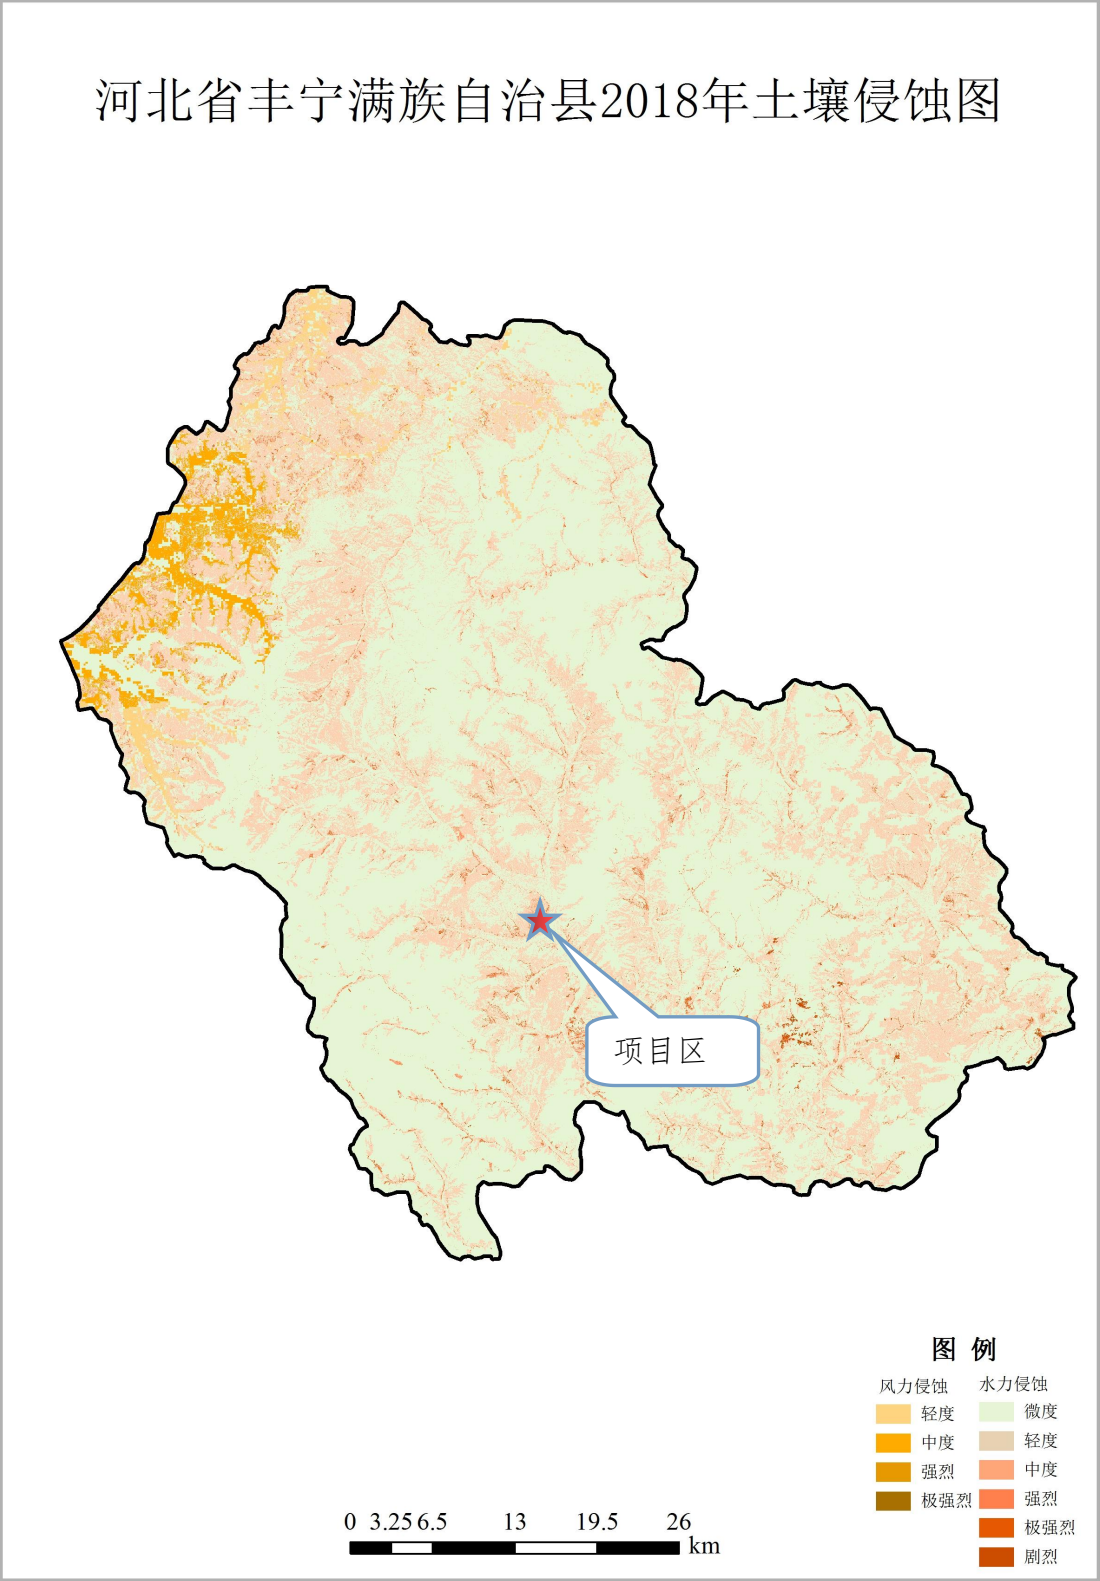 河北省丰宁满族自治县2018年土壤侵蚀图
项目区
图 例
风力侵蚀 水力侵蚀
轻度 微度
中度 轻度
强烈 中度
极强烈 强烈
极强烈
剧烈
0 3.25 6.5 13 19.5 26
km